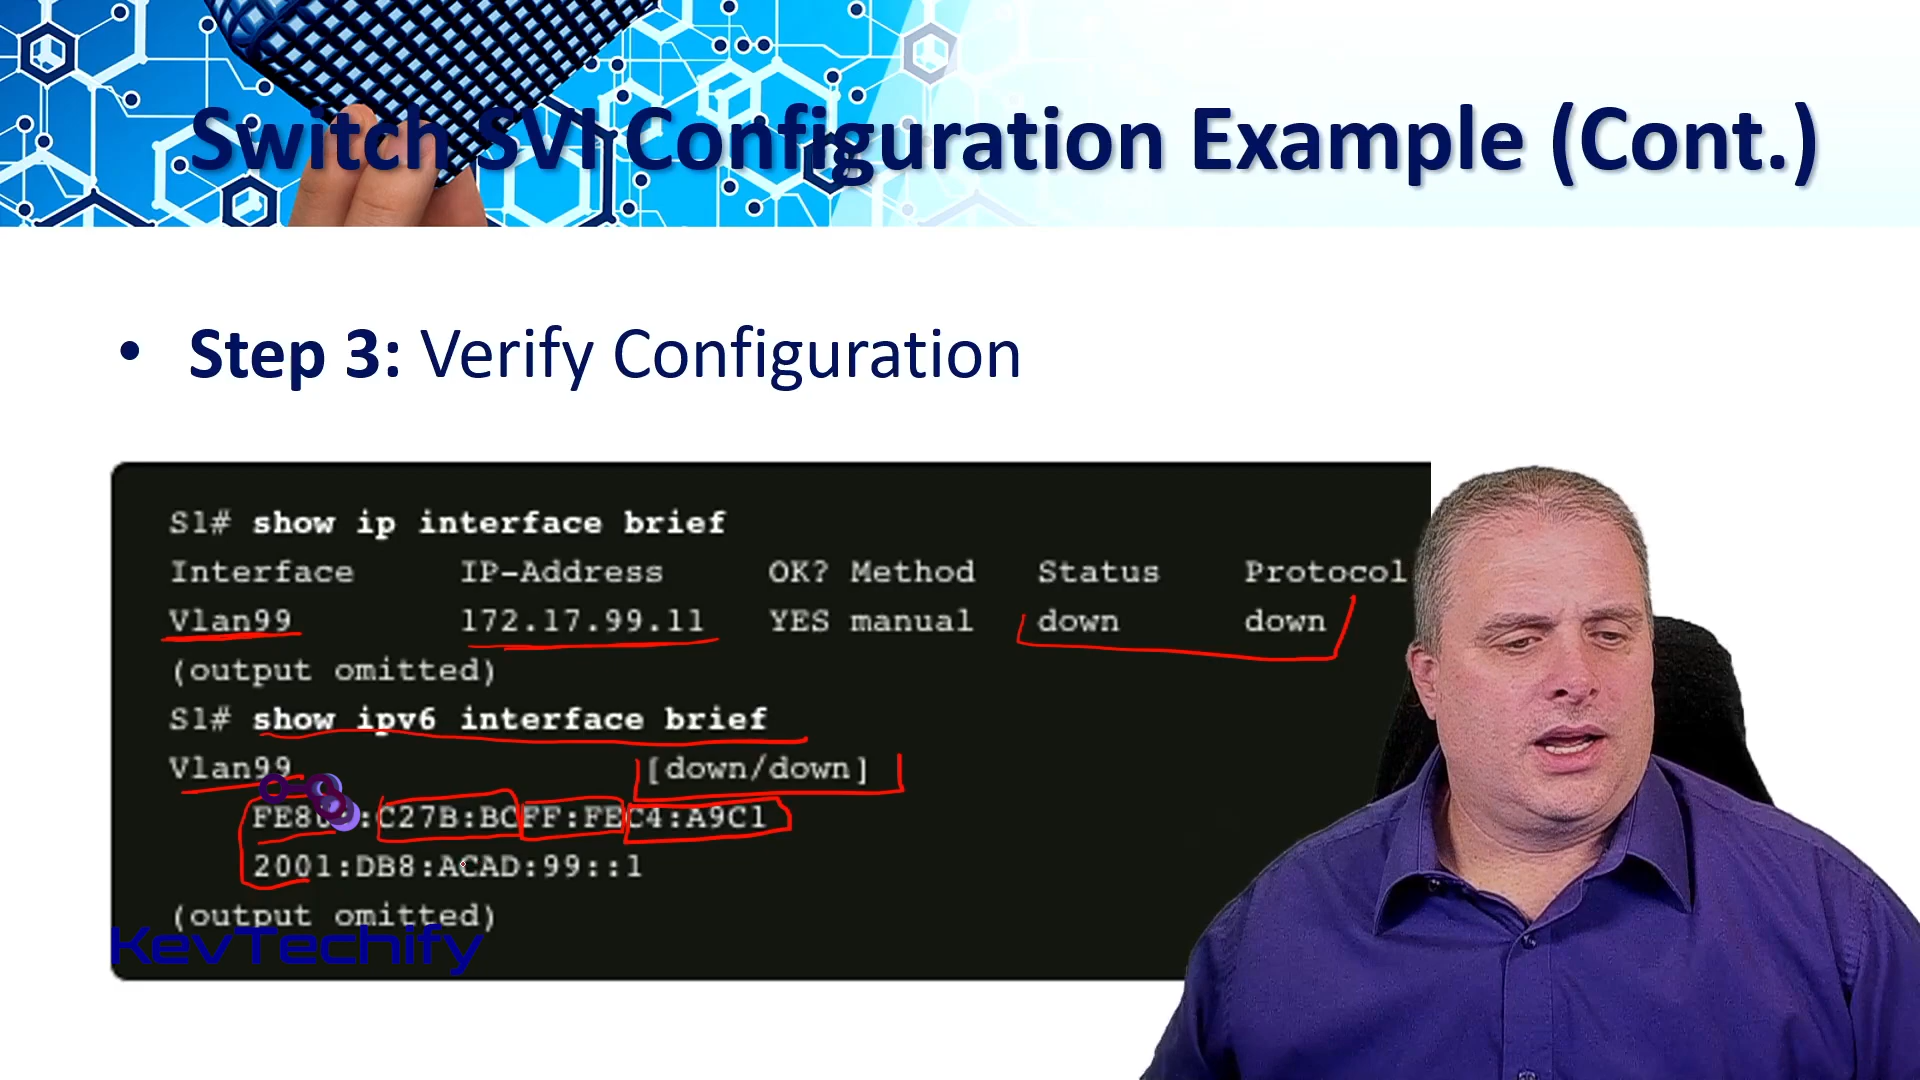 Switch SVI Configuration Example (Cont.)
• Step 3: Verify Configuration
S1# show ip interface brief
Interface IP-Address OK? Method Status Protocol
Vlan99 172.17.99.11 YES manual down down
(output omitted)
S1# show ipv6 interface brief
Vlan99 [down/down]
FE80::C27B:BCFF:FEC4:A9C1
2001:DB8:ACAD:99::1
(output omitted)
KevTechify